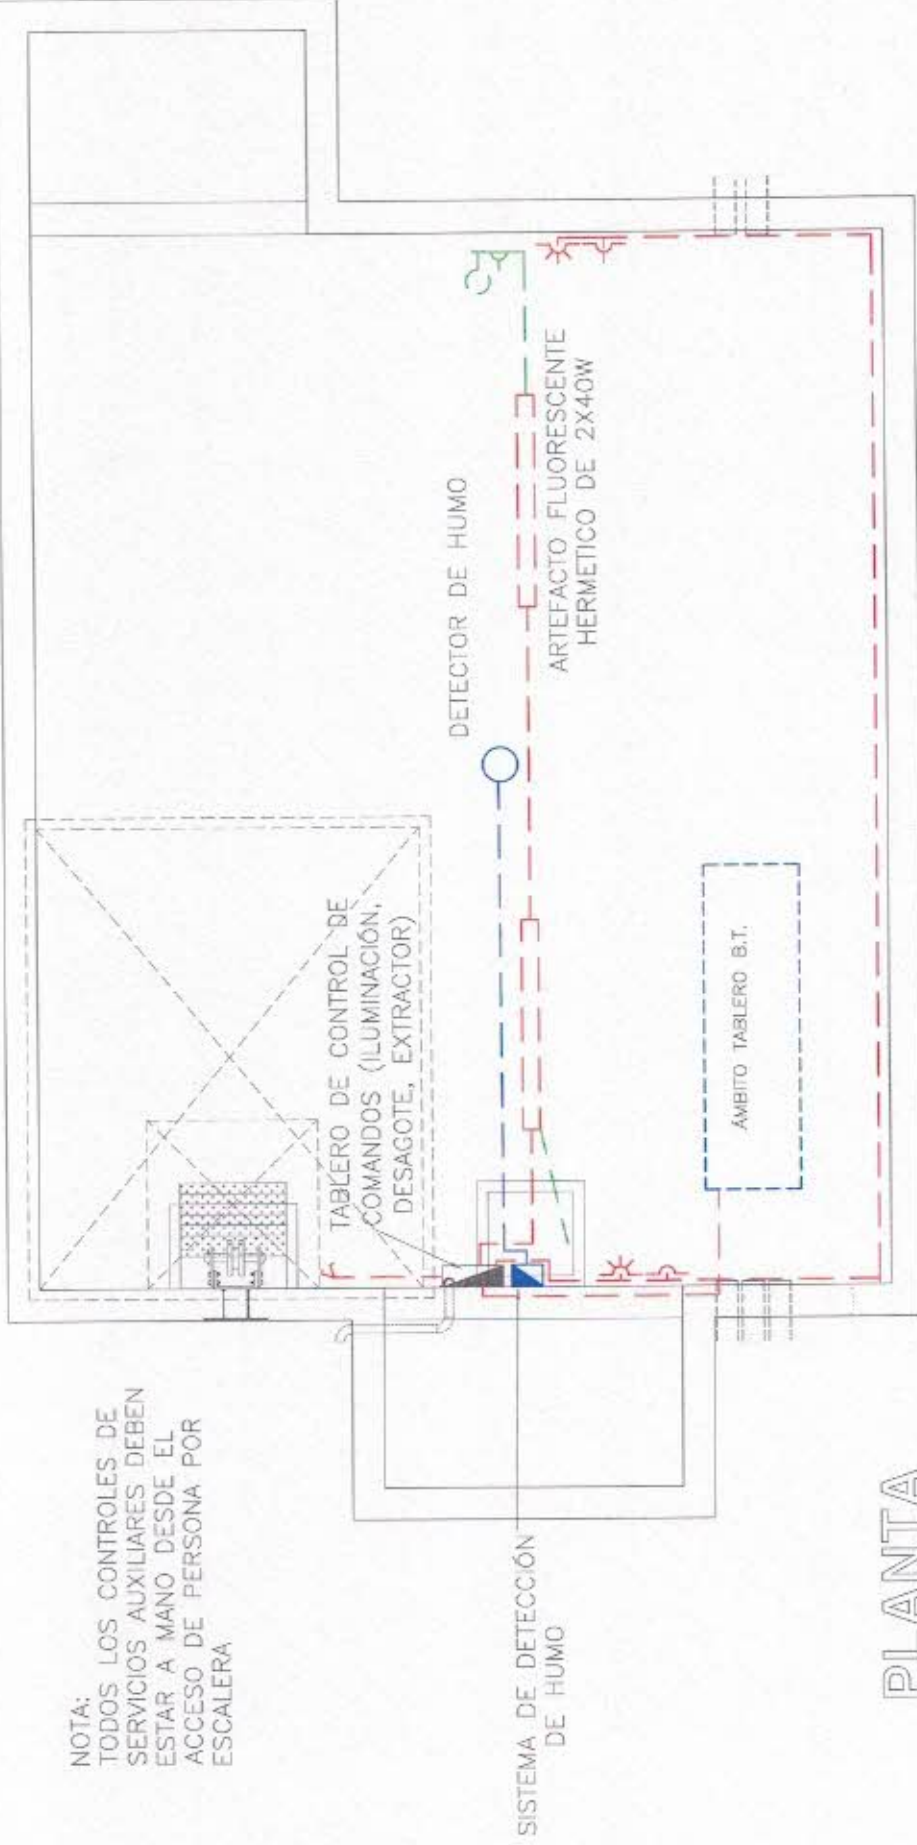 NOTA:
TODOS LOS CONTROLES DE
SERVICIOS AUXILIARES DEBEN
ESTAR A MANO DESDE EL
ACCESO DE PERSONA POR
ESCALERA
TABLERO DE CONTROL DE
COMANDOS (ILUMINACIÓN,
DESAGOTE, EXTRACTOR)
DETECTOR DE HUMO
ARTEFACTO FLUORESCENTE
HERMETICO DE 2X40W
SISTEMA DE DETECCIÓN
DE HUMO
ÁMBITO TABLERO B.T.
PLANTA